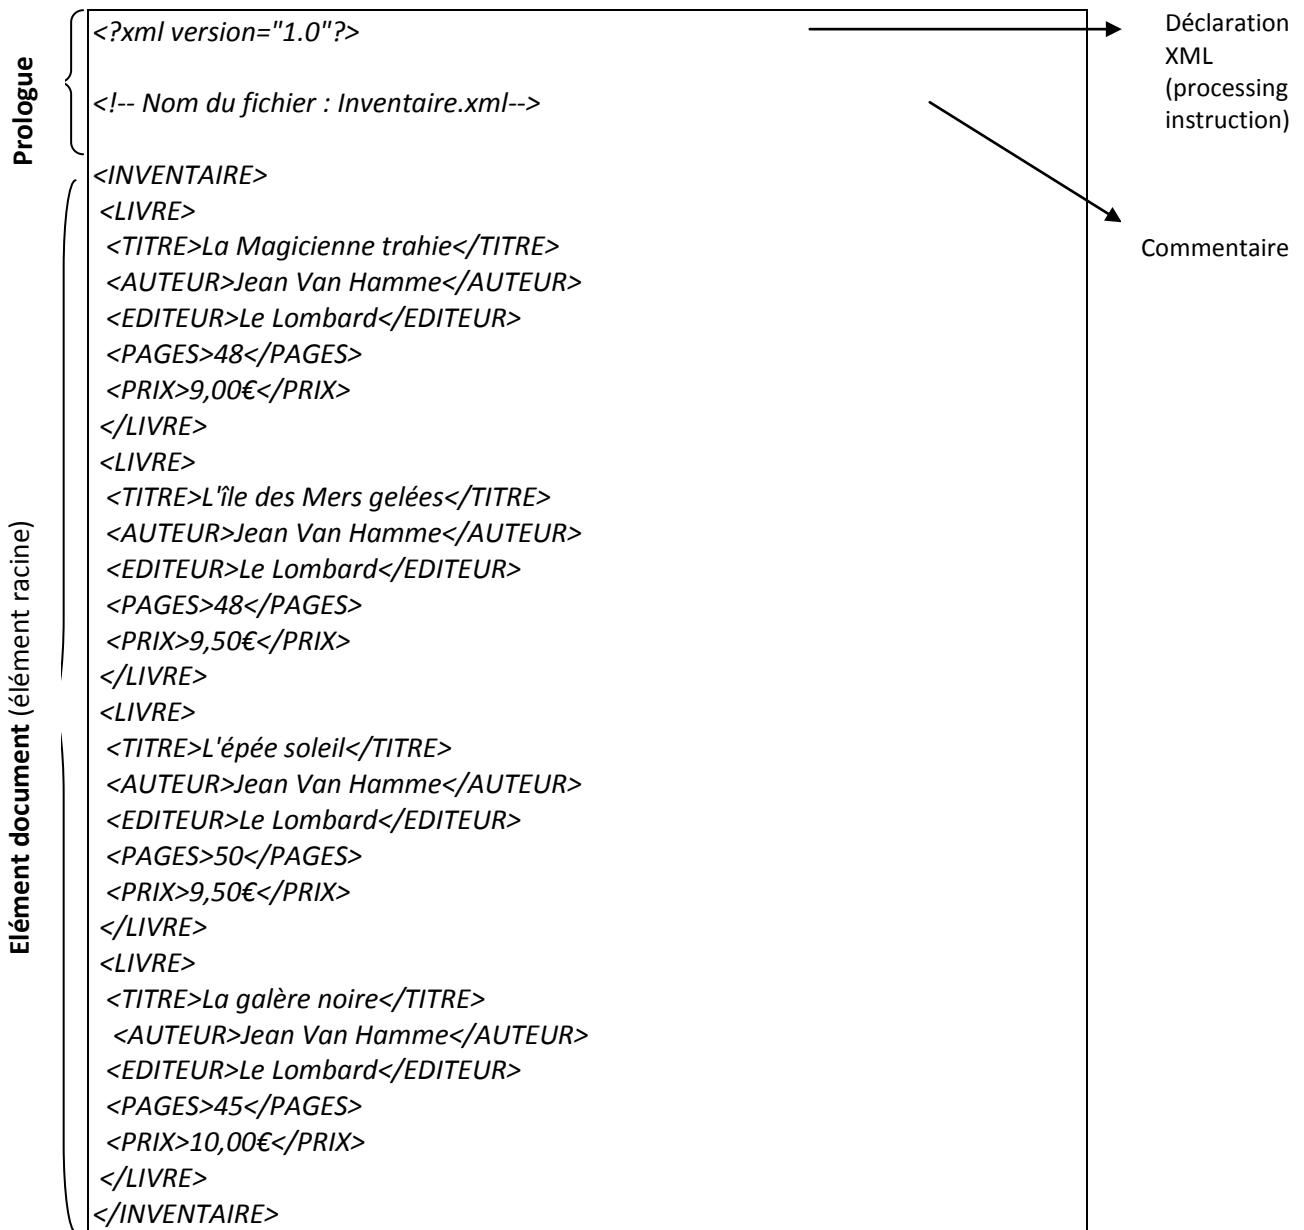 Prologue
<?xml version="1.0"?>
<!-- Nom du fichier : Inventaire.xml-->
Déclaration
XML
(processing
instruction)
Commentaire
Elément document (élément racine)
<INVENTAIRE>
<LIVRE>
<TITRE>La Magicienne trahie</TITRE>
<AUTEUR>Jean Van Hamme</AUTEUR>
<EDITEUR>Le Lombard</EDITEUR>
<PAGES>48</PAGES>
<PRIX>9,00€</PRIX>
</LIVRE>
<LIVRE>
<TITRE>L'île des Mers gelées</TITRE>
<AUTEUR>Jean Van Hamme</AUTEUR>
<EDITEUR>Le Lombard</EDITEUR>
<PAGES>48</PAGES>
<PRIX>9,50€</PRIX>
</LIVRE>
<LIVRE>
<TITRE>L'épée soleil</TITRE>
<AUTEUR>Jean Van Hamme</AUTEUR>
<EDITEUR>Le Lombard</EDITEUR>
<PAGES>50</PAGES>
<PRIX>9,50€</PRIX>
</LIVRE>
<LIVRE>
<TITRE>La galère noire</TITRE>
<AUTEUR>Jean Van Hamme</AUTEUR>
<EDITEUR>Le Lombard</EDITEUR>
<PAGES>45</PAGES>
<PRIX>10,00€</PRIX>
</LIVRE>
</INVENTAIRE>